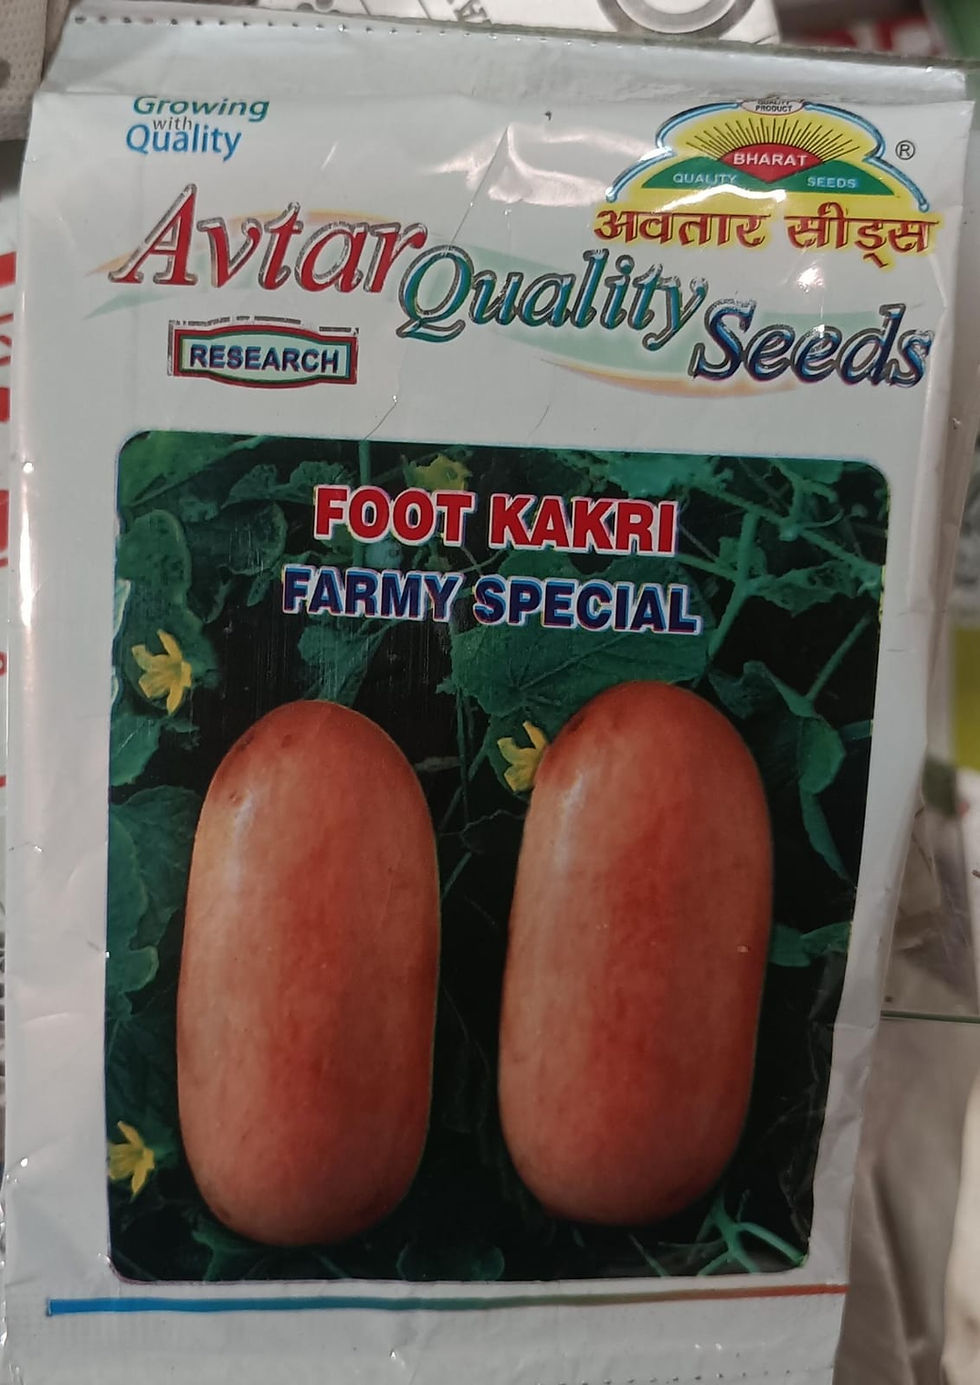 Growing
with
Quality
QUALITY
PRODUCT
BHARAT
QUALITY SEEDS
®
अवतार सीड्स
Avtar Quality Seeds
RESEARCH
FOOT KAKRI
FARMY SPECIAL